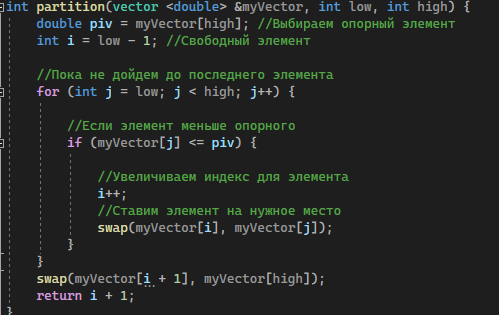 int partition(vector <double> &myVector, int low, int high) {
double piv = myVector[high]; //Выбираем опорный элемент
int i = low - 1; //Свободный элемент
//Пока не дойдем до последнего элемента
for (int j = low; j < high; j++) {
//Если элемент меньше опорного
if (myVector[j] <= piv) {
//Увеличиваем индекс для элемента
i++;
//Ставим элемент на нужное место
swap(myVector[i], myVector[j]);
}
}
swap(myVector[i + 1], myVector[high]);
return i + 1;
}